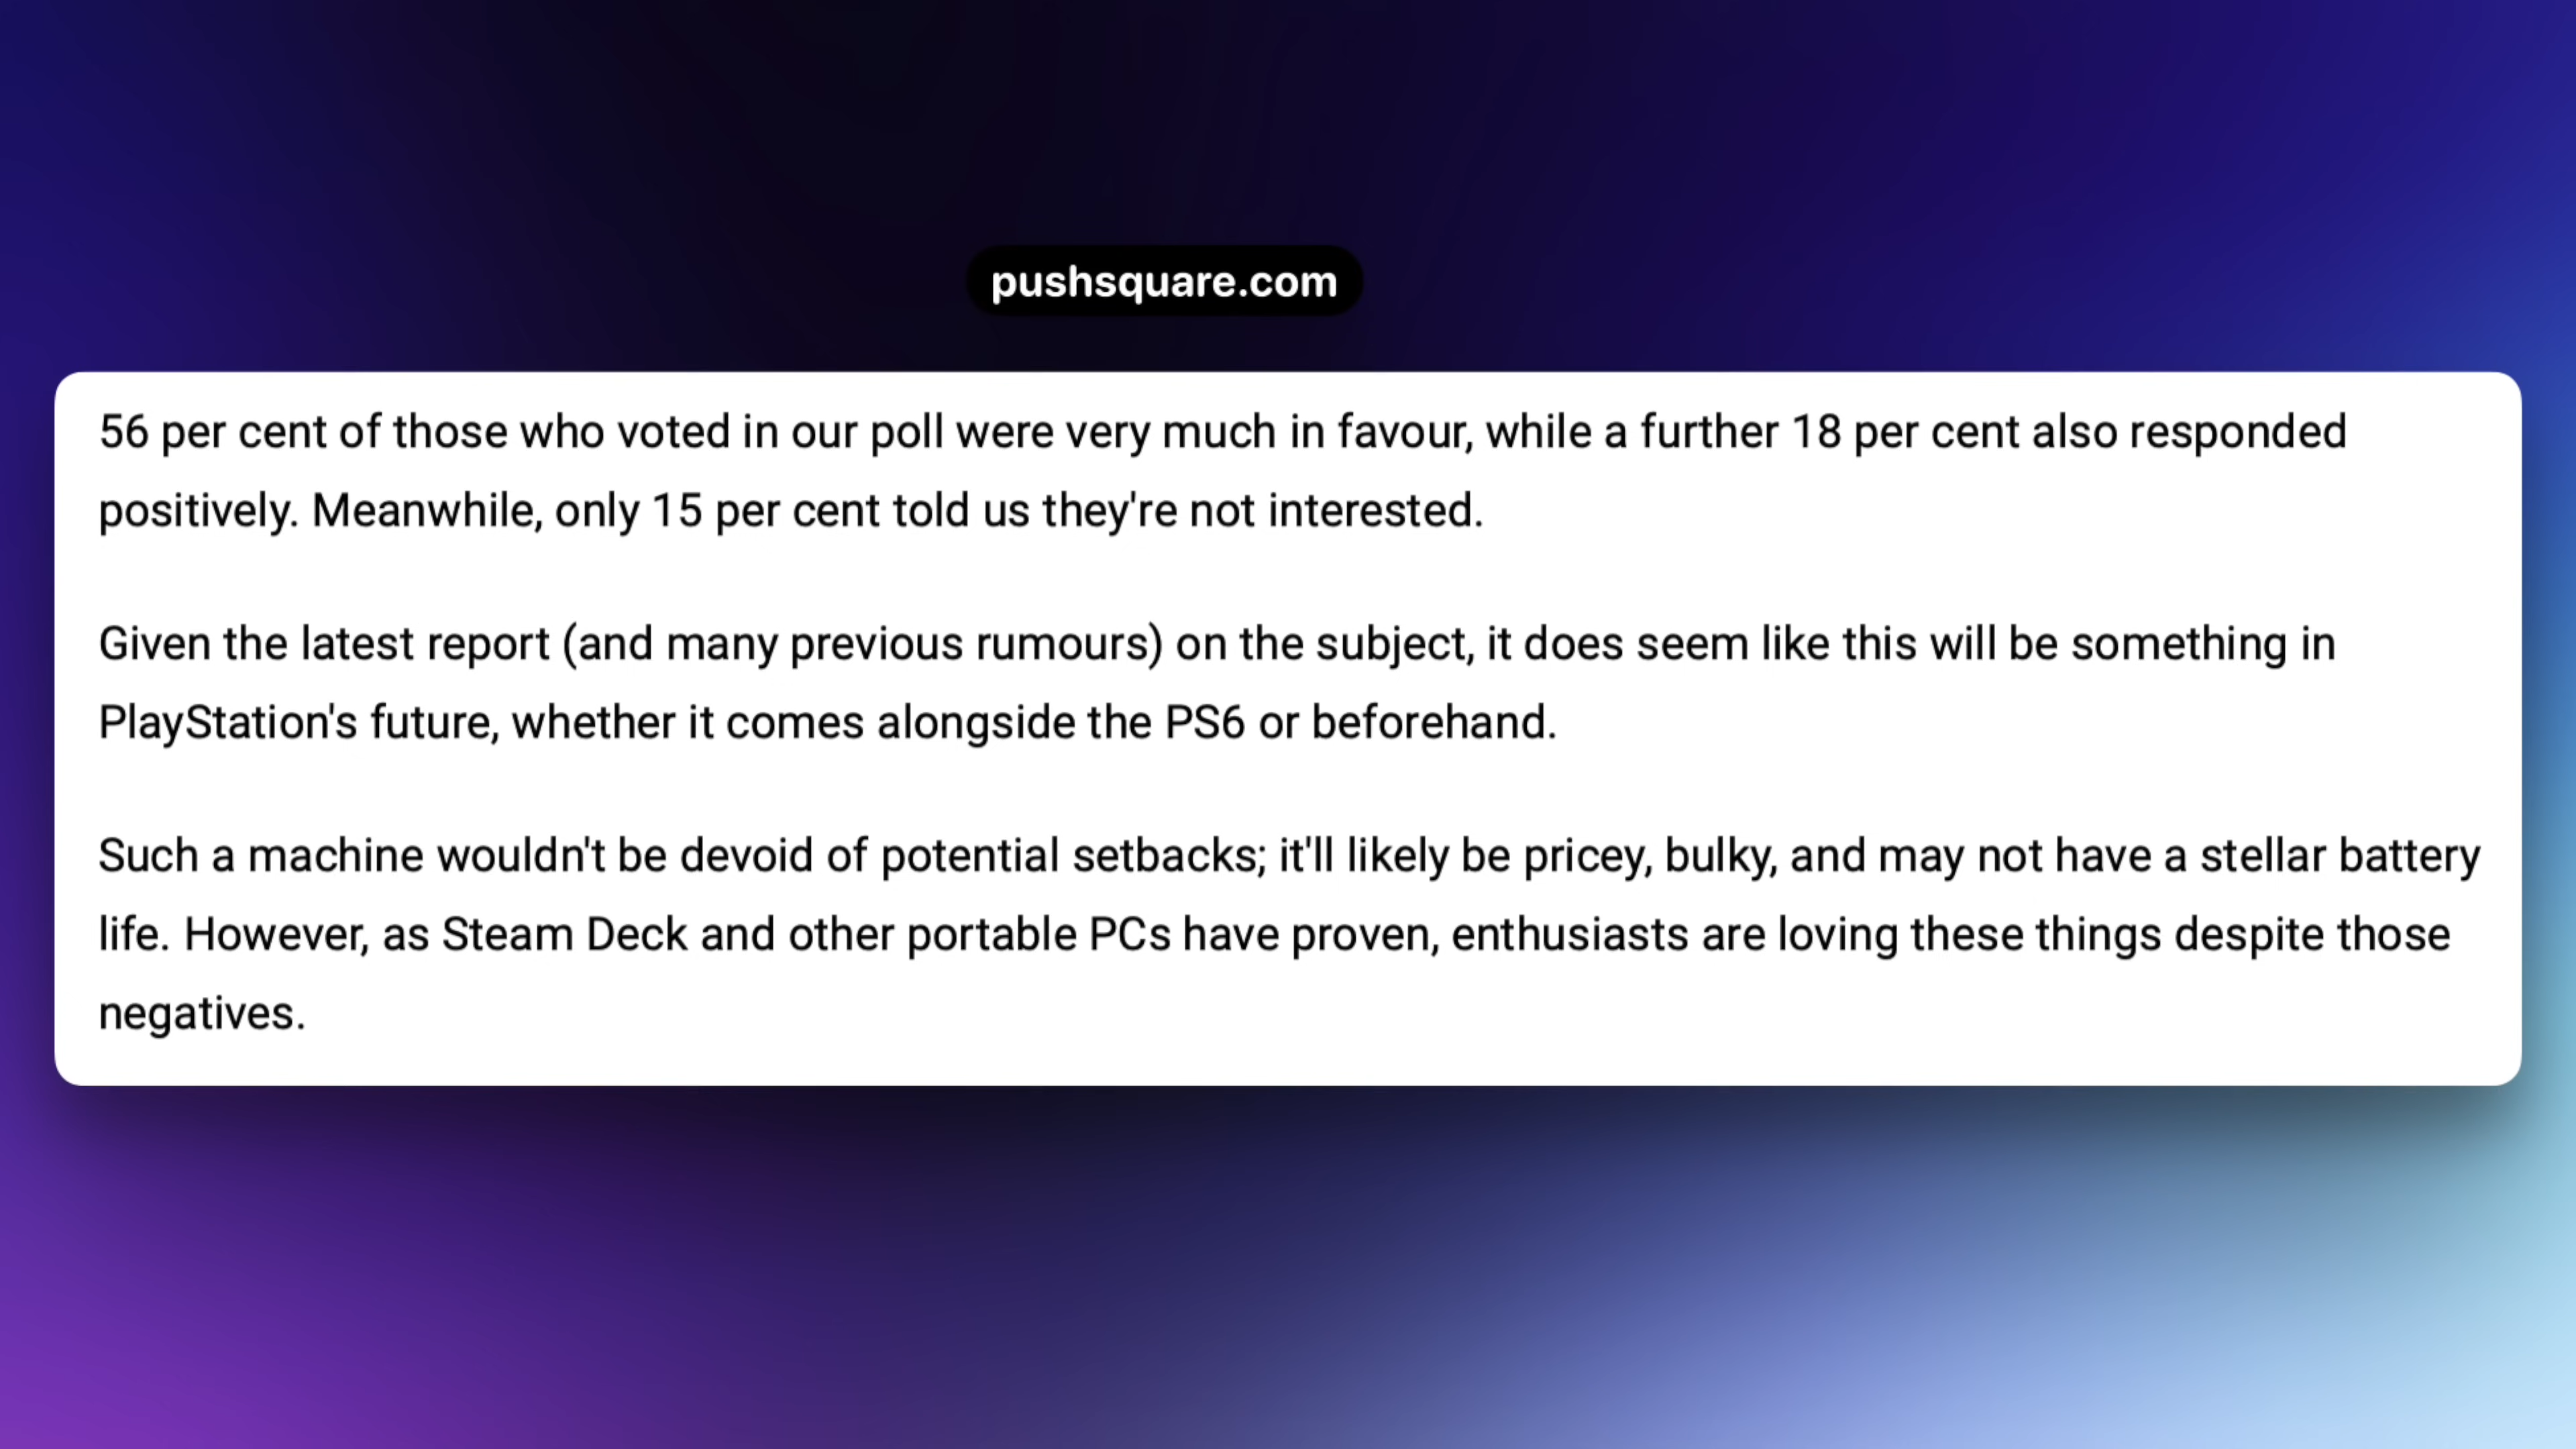 pushsquare.com
56 per cent of those who voted in our poll were very much in favour, while a further 18 per cent also responded
positively. Meanwhile, only 15 per cent told us they're not interested.
Given the latest report (and many previous rumours) on the subject, it does seem like this will be something in
PlayStation's future, whether it comes alongside the PS6 or beforehand.
Such a machine wouldn't be devoid of potential setbacks; it'll likely be pricey, bulky, and may not have a stellar battery
life. However, as Steam Deck and other portable PCs have proven, enthusiasts are loving these things despite those
negatives.